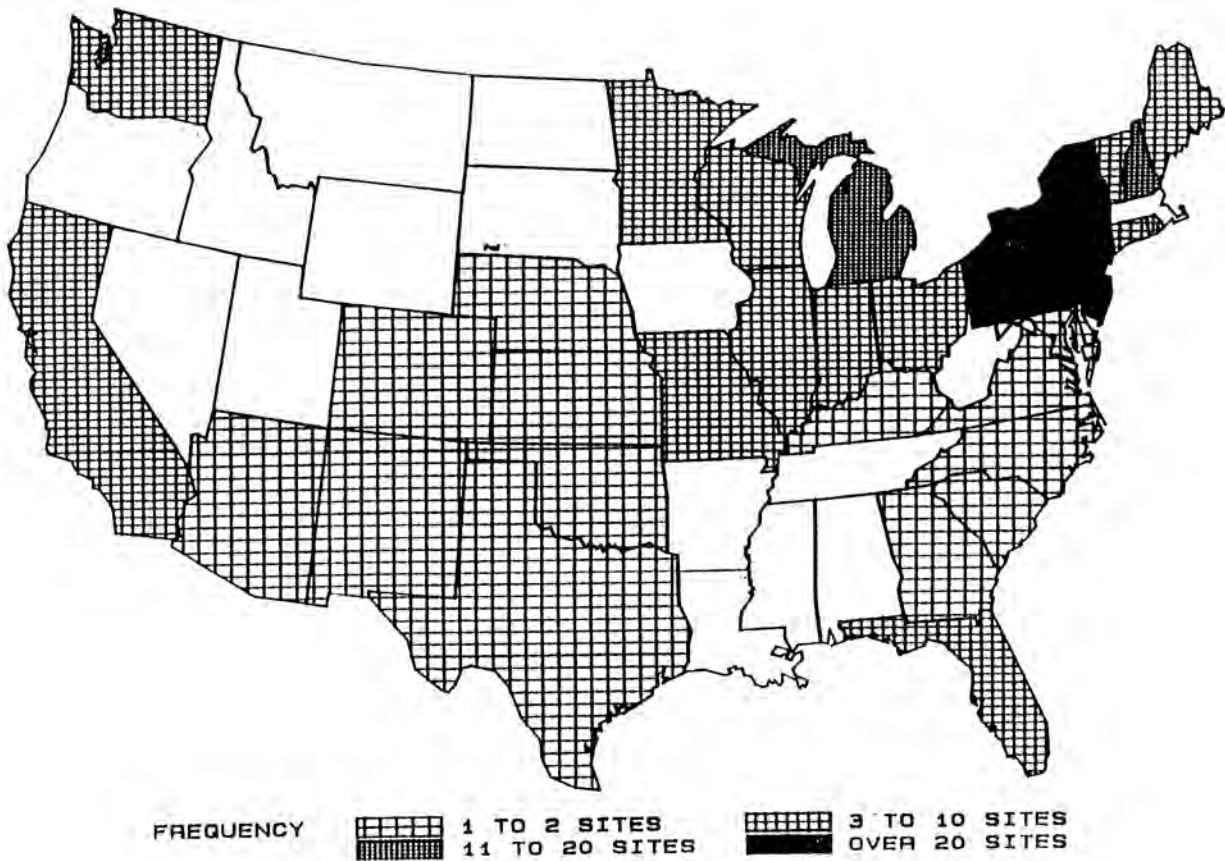 FREQUENCY
1 TO 2 SITES
3 TO 10 SITES
11 TO 20 SITES
OVER 20 SITES